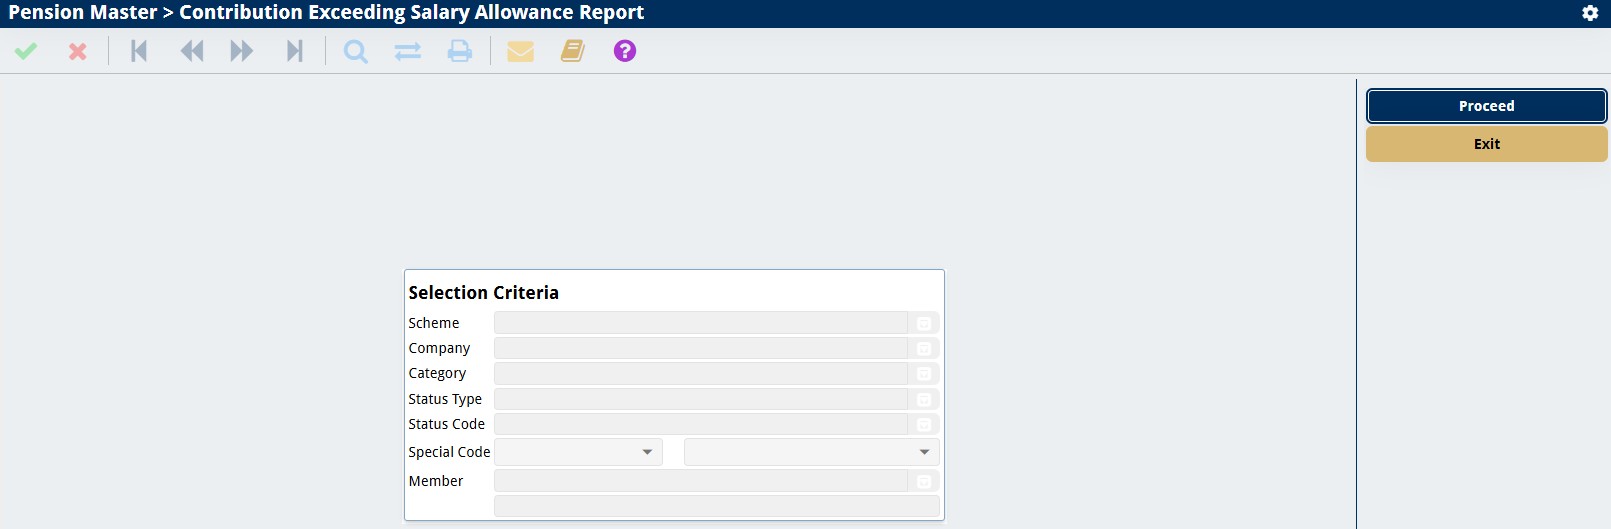 Pension Master > Contribution Exceeding Salary Allowance Report
?
Proceed
Exit
Selection Criteria
Scheme
Company
Category
Status Type
Status Code
Special Code
Member